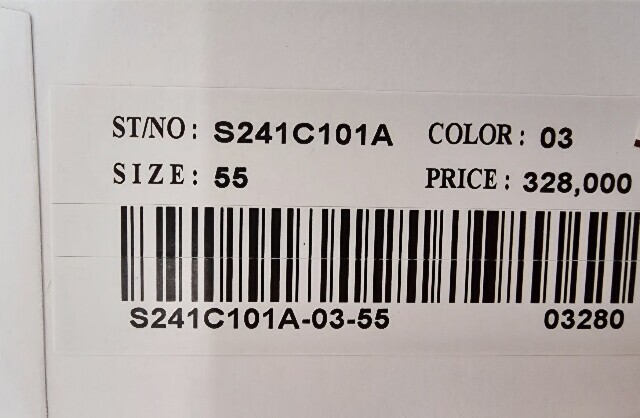 ST/NO: S241C101A COLOR: 03
SIZE: 55 PRICE: 328,000
S241C101A-03-55 03280